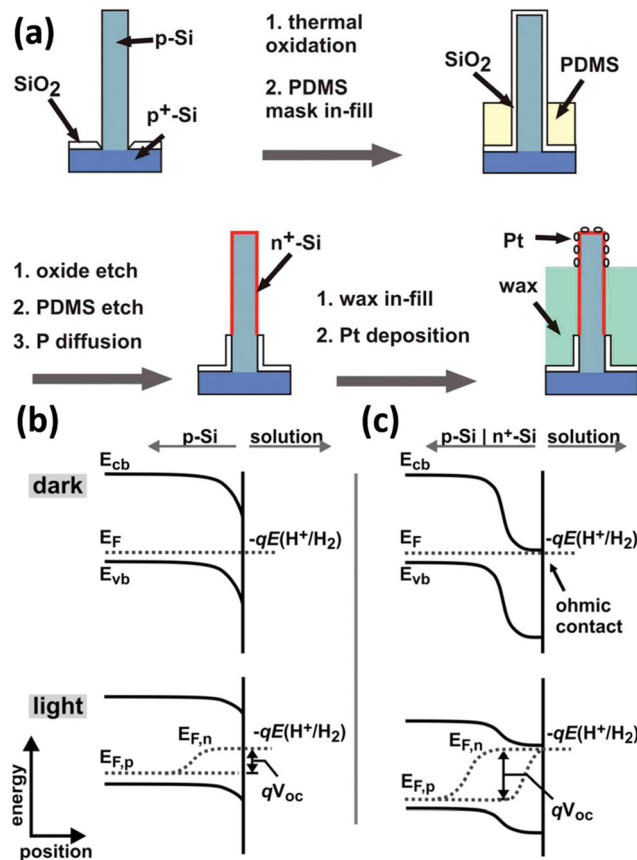 (a)
p-Si
SiO2
p+-Si
1. thermal
oxidation
2. PDMS
mask in-fill
SiO2
PDMS
1. oxide etch
2. PDMS etch
3. P diffusion
n+-Si
1. wax in-fill
2. Pt deposition
Pt
wax
(b)
p-Si
solution
dark
Ecb
EF
Evb
-qE(H+/H2)
light
EF,n
-qE(H+/H2)
EF,p
qVoc
energy
position
(c)
p-Si | n+-Si
solution
Ecb
EF
Evb
-qE(H+/H2)
ohmic
contact
EF,n
-qE(H+/H2)
EF,p
qVoc